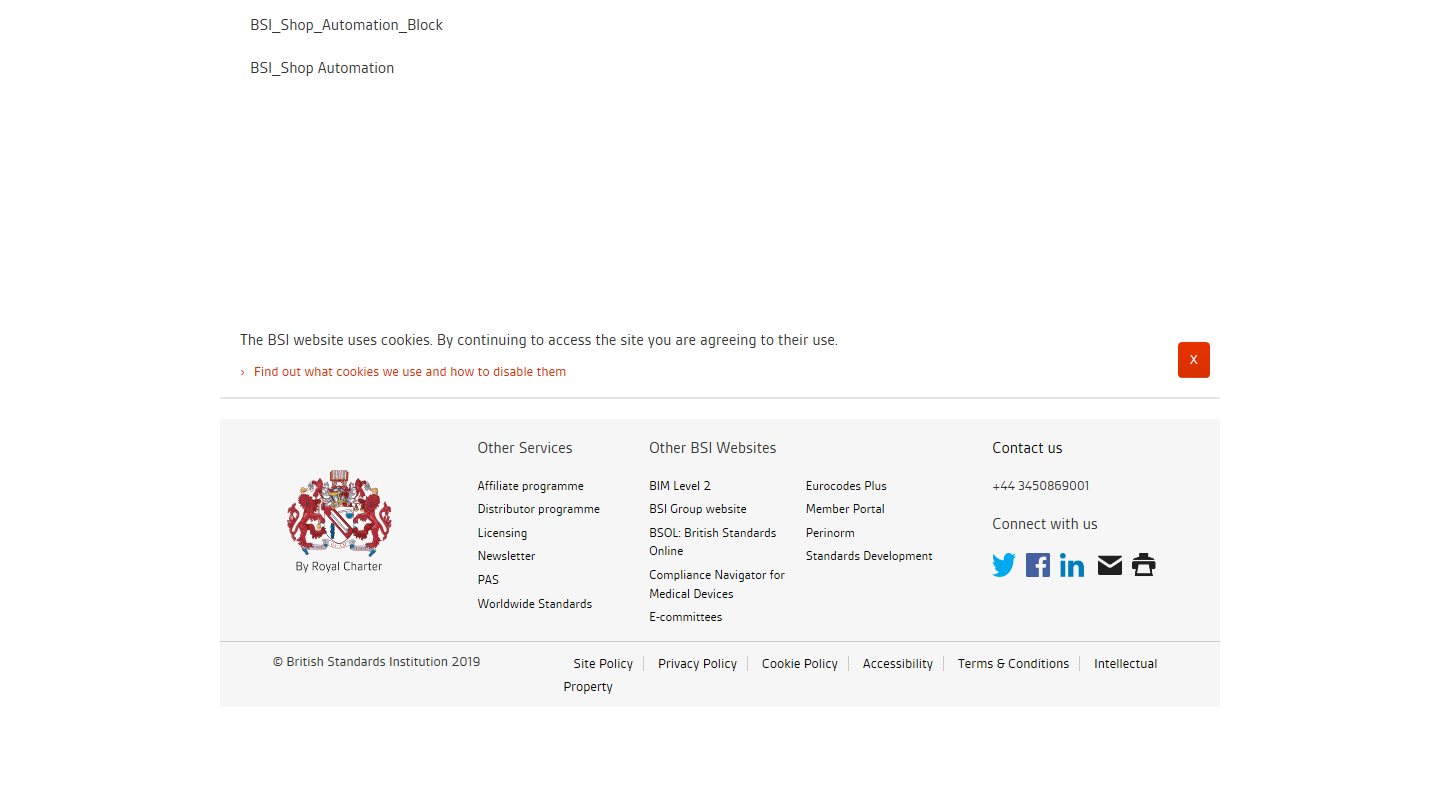 BSI_Shop_Automation_Block
BSI_Shop Automation
The BSI website uses cookies. By continuing to access the site you are agreeing to their use.
› Find out what cookies we use and how to disable them
X
By Royal Charter
Other Services
Affiliate programme
Distributor programme
Licensing
Newsletter
PAS
Worldwide Standards
Other BSI Websites
BIM Level 2
BSI Group website
BSOL: British Standards
Online
Compliance Navigator for
Medical Devices
E-committees
Eurocodes Plus
Member Portal
Perinorm
Standards Development
Contact us
+44 3450869001
Connect with us
© British Standards Institution 2019
Site Policy Privacy Policy Cookie Policy Accessibility Terms & Conditions Intellectual
Property